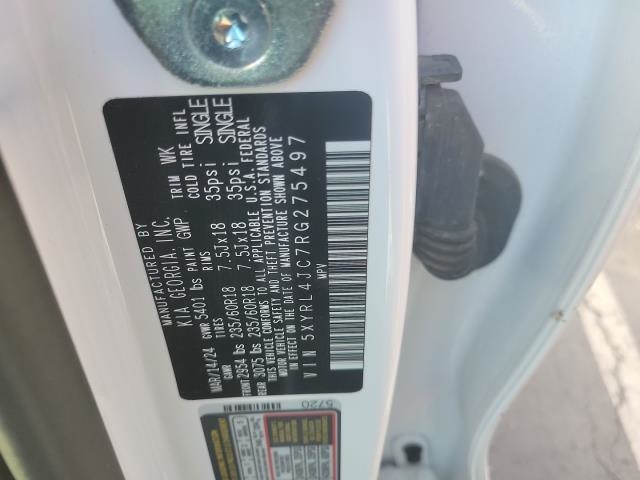 MANUFACTURED BY
KIA GEORGIA, INC.
MAR/14/24 PAINT GWP TRIM WK
GVWR 5401 lbs
GAWR TIRES RIMS COLD TIRE INFL
FRONT 2954 lbs 235/60R18 7.5Jx18 35psi SINGLE
REAR 3075 lbs 235/60R18 7.5Jx18 35psi SINGLE
THIS VEHICLE CONFORMS TO ALL APPLICABLE U.S.A. FEDERAL
MOTOR VEHICLE SAFETY AND THEFT PREVENTION STANDARDS
IN EFFECT ON THE DATE OF MANUFACTURE SHOWN ABOVE
VIN 5XYRL4JC7RG275497
MPV
5720